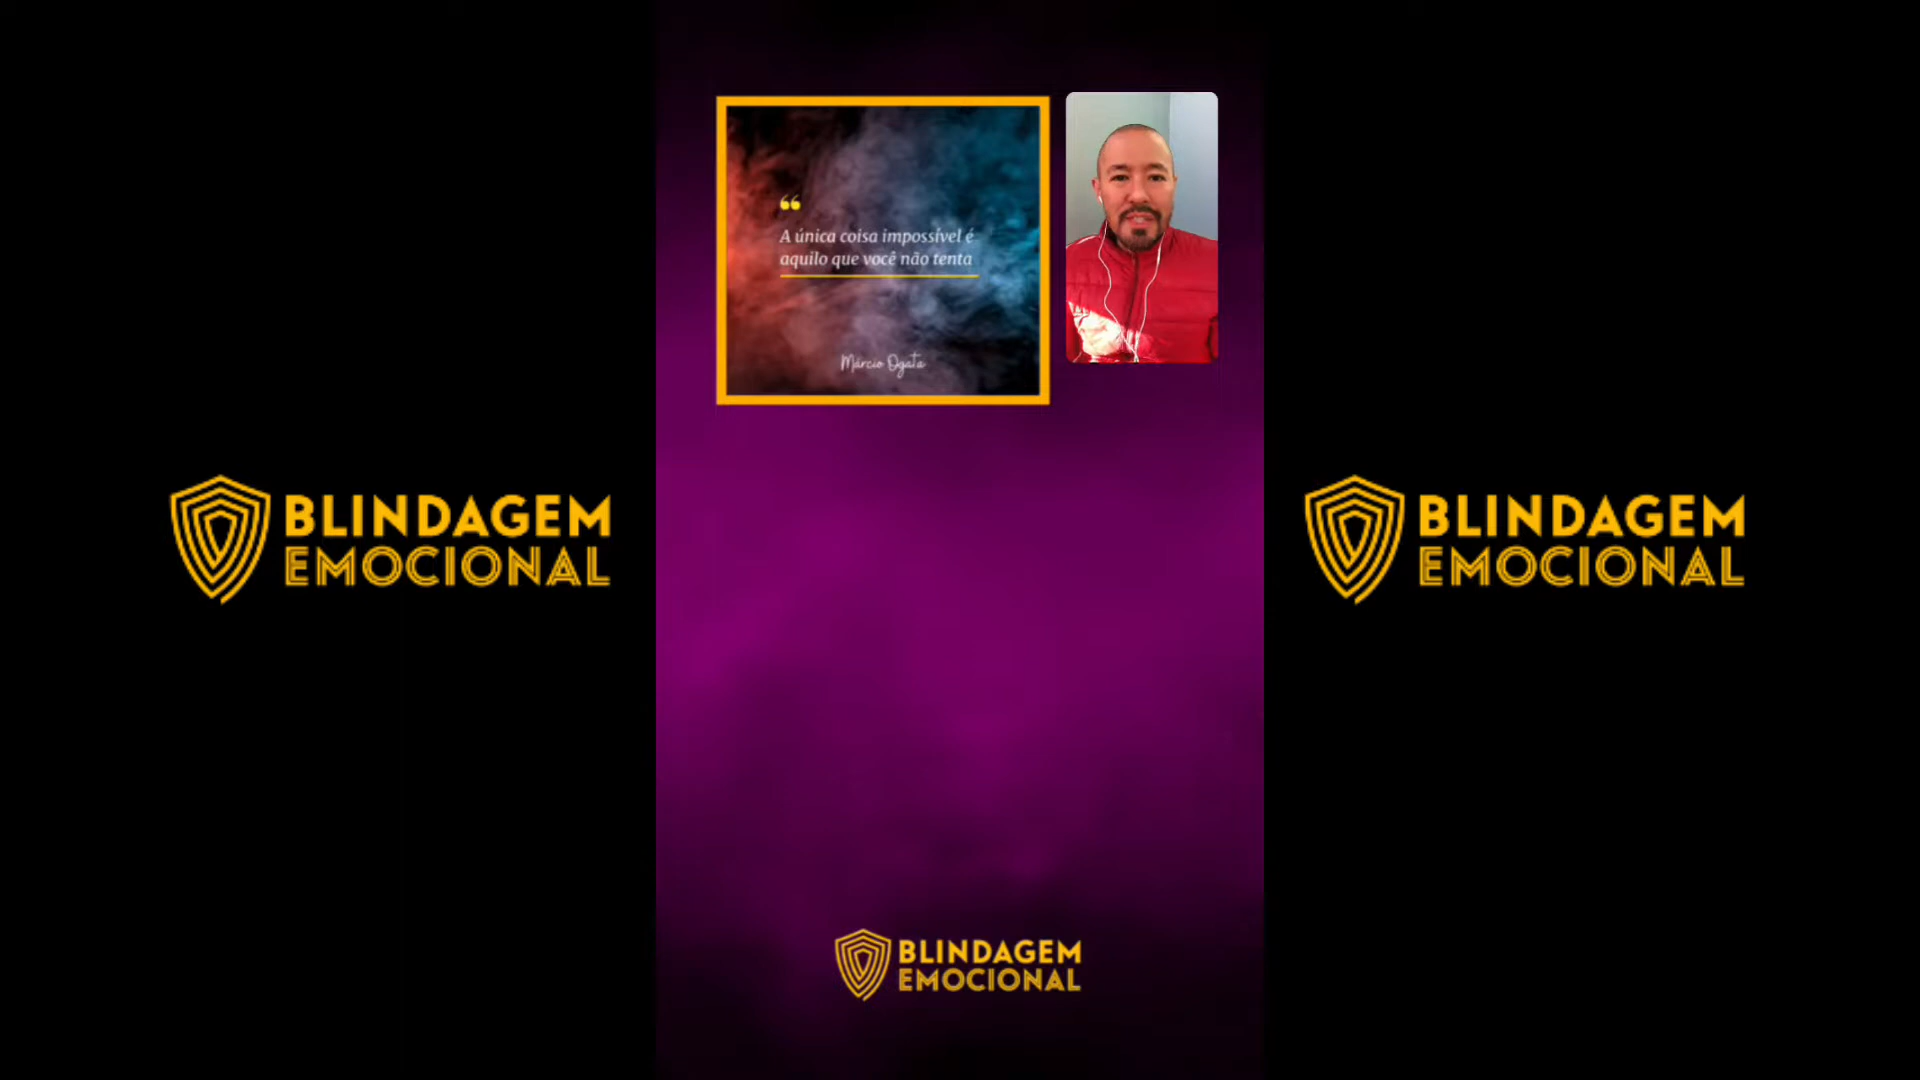 ❝
A única coisa impossível é
aquilo que você não tenta
Márcio Ogata
BLINDAGEM
EMOCIONAL
BLINDAGEM
EMOCIONAL
BLINDAGEM
EMOCIONAL